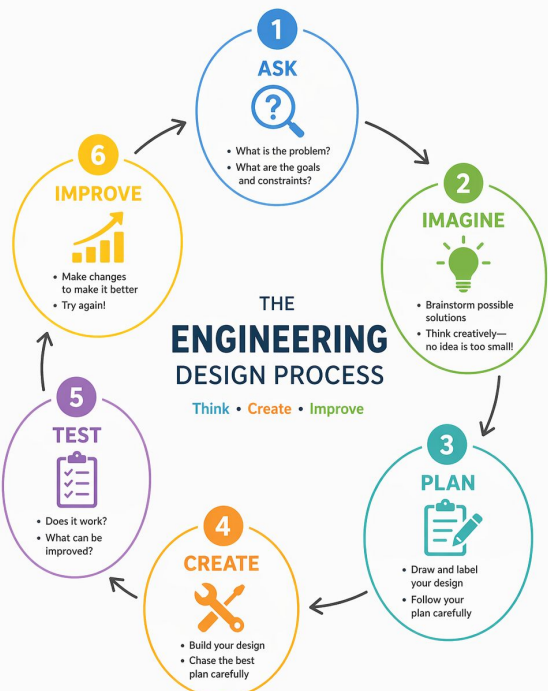 1
ASK
?
• What is the problem?
• What are the goals
and constraints?
2
IMAGINE
• Brainstorm possible
solutions
• Think creatively—
no idea is too small!
3
PLAN
• Draw and label
your design
• Follow your
plan carefully
4
CREATE
• Build your design
• Chase the best
plan carefully
5
TEST
• Does it work?
• What can be
improved?
6
IMPROVE
• Make changes
to make it better
• Try again!
THE
ENGINEERING
DESIGN PROCESS
Think • Create • Improve